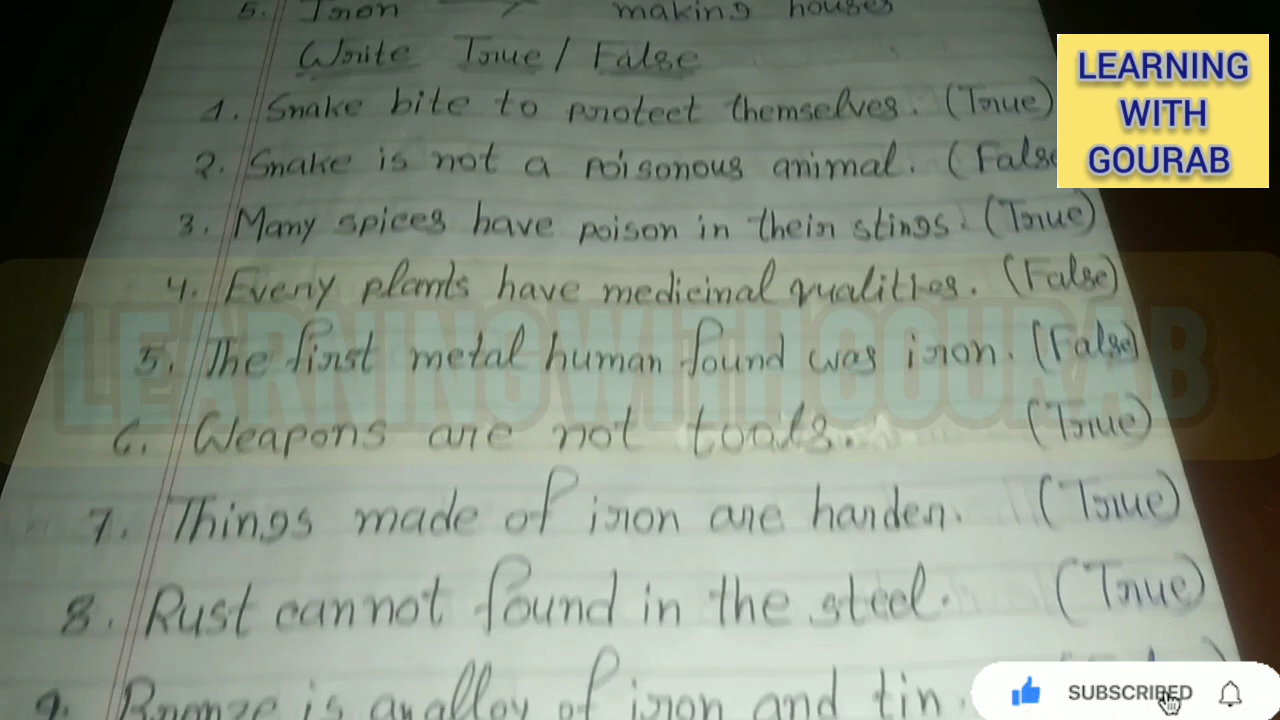 5. Iron → making houses
Write True / False
1. Snake bite to protect themselves. (True)
2. Snake is not a poisonous animal. (False
3. Many spices have poison in their stings. (True)
4. Every plants have medicinal qualities. (False)
5. The first metal human found was iron. (False)
6. Weapons are not toods. (True)
7. Things made of iron are harder. (True)
8. Rust cannot found in the steel. (True)
9. Bronze is an alloy of iron and tin.
LEARNING
WITH
GOURAB
LEARNINGWITHGOURAB
SUBSCRIBED